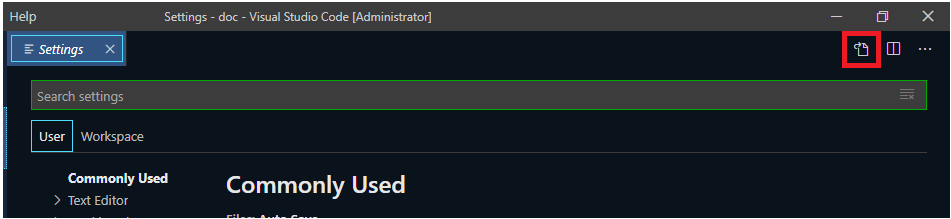 Help Settings - doc - Visual Studio Code [Administrator]
Settings
Search settings
User Workspace
Commonly Used
Text Editor
Commonly Used